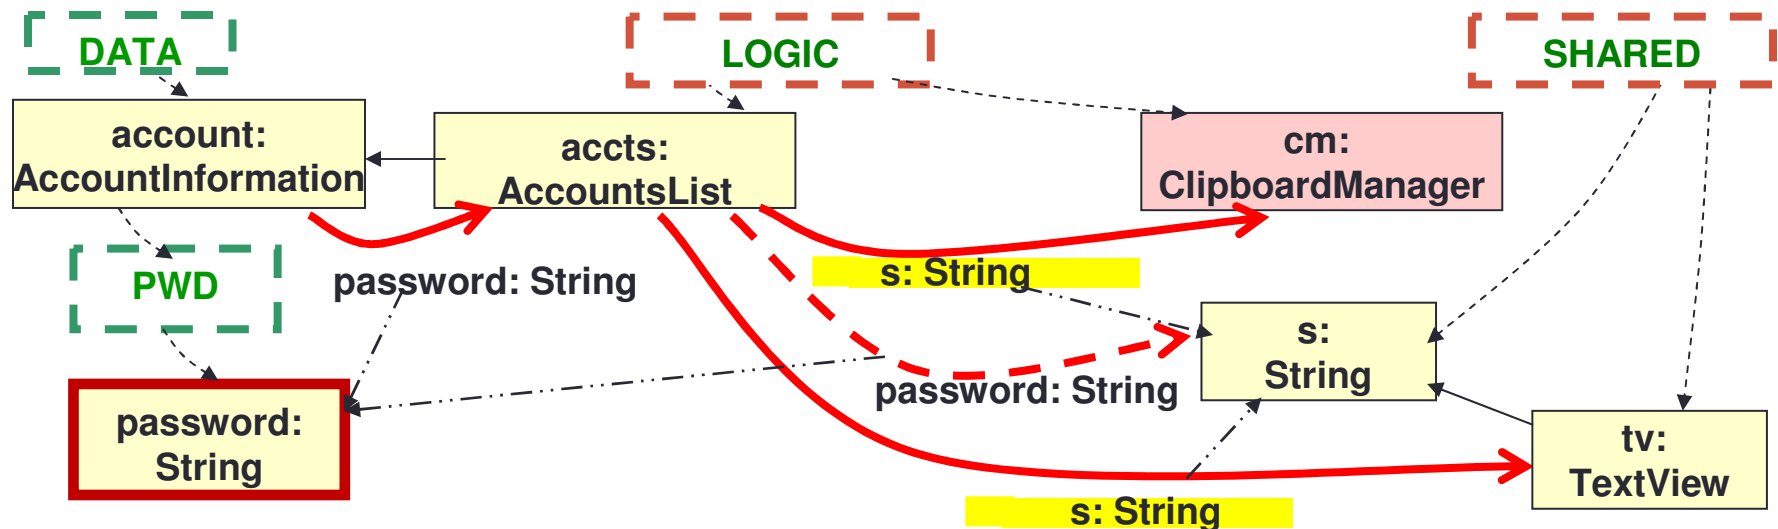 DATA
LOGIC
SHARED
account:
AccountInformation
accts:
AccountsList
cm:
ClipboardManager
PWD
password: String
s: String
s:
String
password: String
password:
String
tv:
TextView
s: String